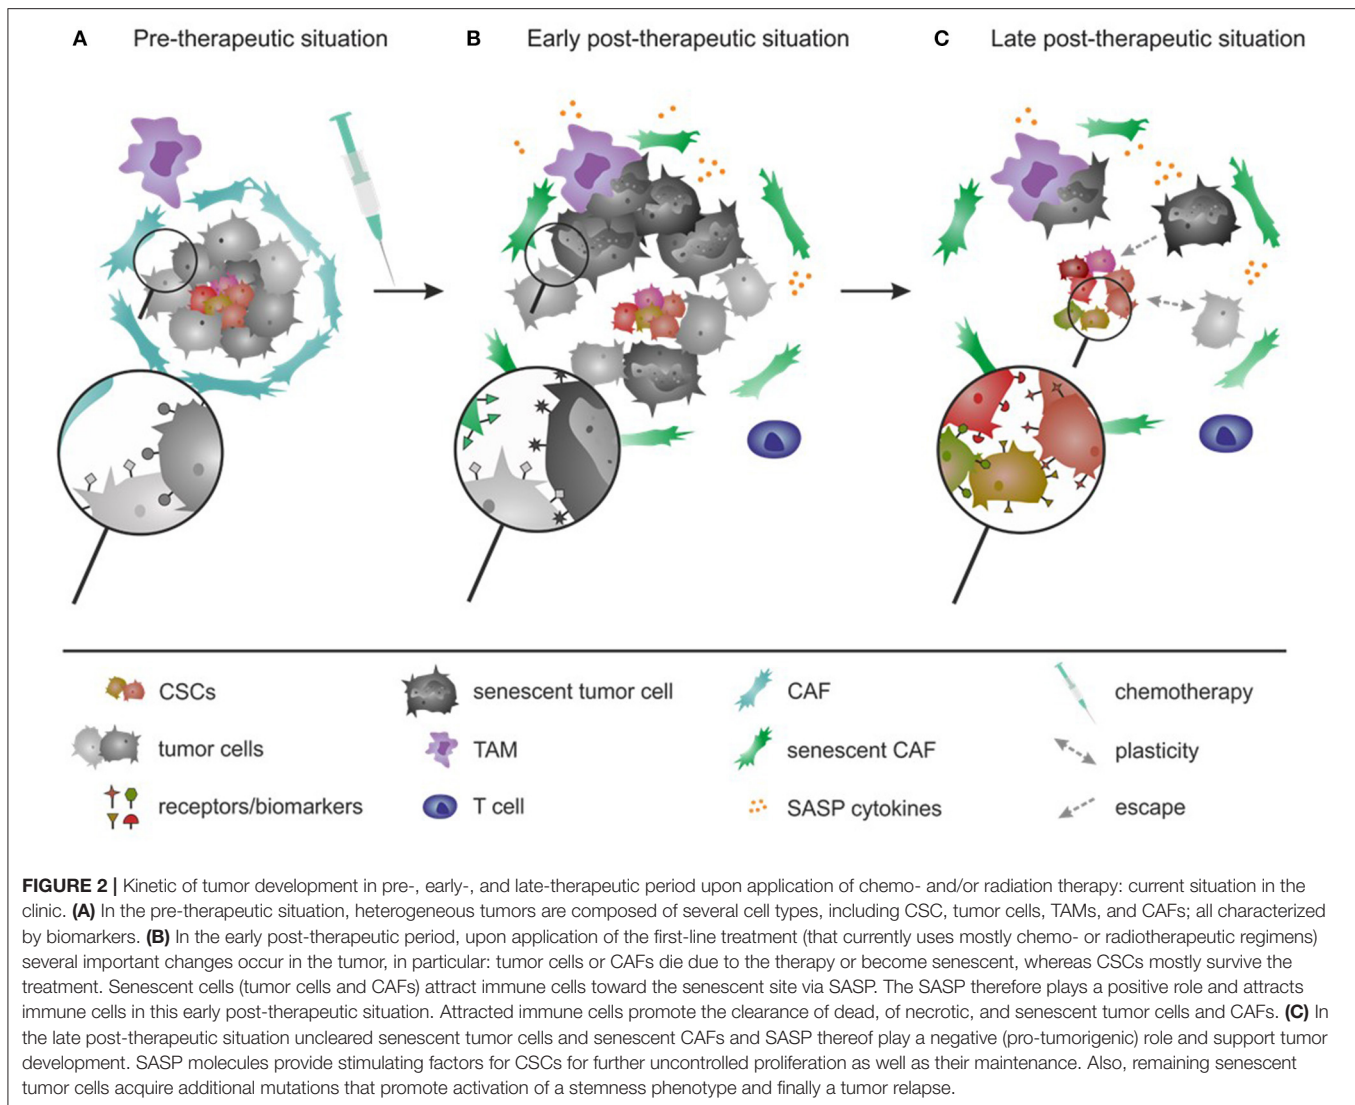 A Pre-therapeutic situation
B Early post-therapeutic situation
C Late post-therapeutic situation
CSCs
senescent tumor cell
CAF
chemotherapy
tumor cells
TAM
senescent CAF
plasticity
receptors/biomarkers
T cell
SASP cytokines
escape
FIGURE 2 | Kinetic of tumor development in pre-, early-, and late-therapeutic period upon application of chemo- and/or radiation therapy: current situation in the
clinic. (A) In the pre-therapeutic situation, heterogeneous tumors are composed of several cell types, including CSC, tumor cells, TAMs, and CAFs; all characterized
by biomarkers. (B) In the early post-therapeutic period, upon application of the first-line treatment (that currently uses mostly chemo- or radiotherapeutic regimens)
several important changes occur in the tumor, in particular: tumor cells or CAFs die due to the therapy or become senescent, whereas CSCs mostly survive the
treatment. Senescent cells (tumor cells and CAFs) attract immune cells toward the senescent site via SASP. The SASP therefore plays a positive role and attracts
immune cells in this early post-therapeutic situation. Attracted immune cells promote the clearance of dead, of necrotic, and senescent tumor cells and CAFs. (C) In
the late post-therapeutic situation uncleared senescent tumor cells and senescent CAFs and SASP thereof play a negative (pro-tumorigenic) role and support tumor
development. SASP molecules provide stimulating factors for CSCs for further uncontrolled proliferation as well as their maintenance. Also, remaining senescent
tumor cells acquire additional mutations that promote activation of a stemness phenotype and finally a tumor relapse.